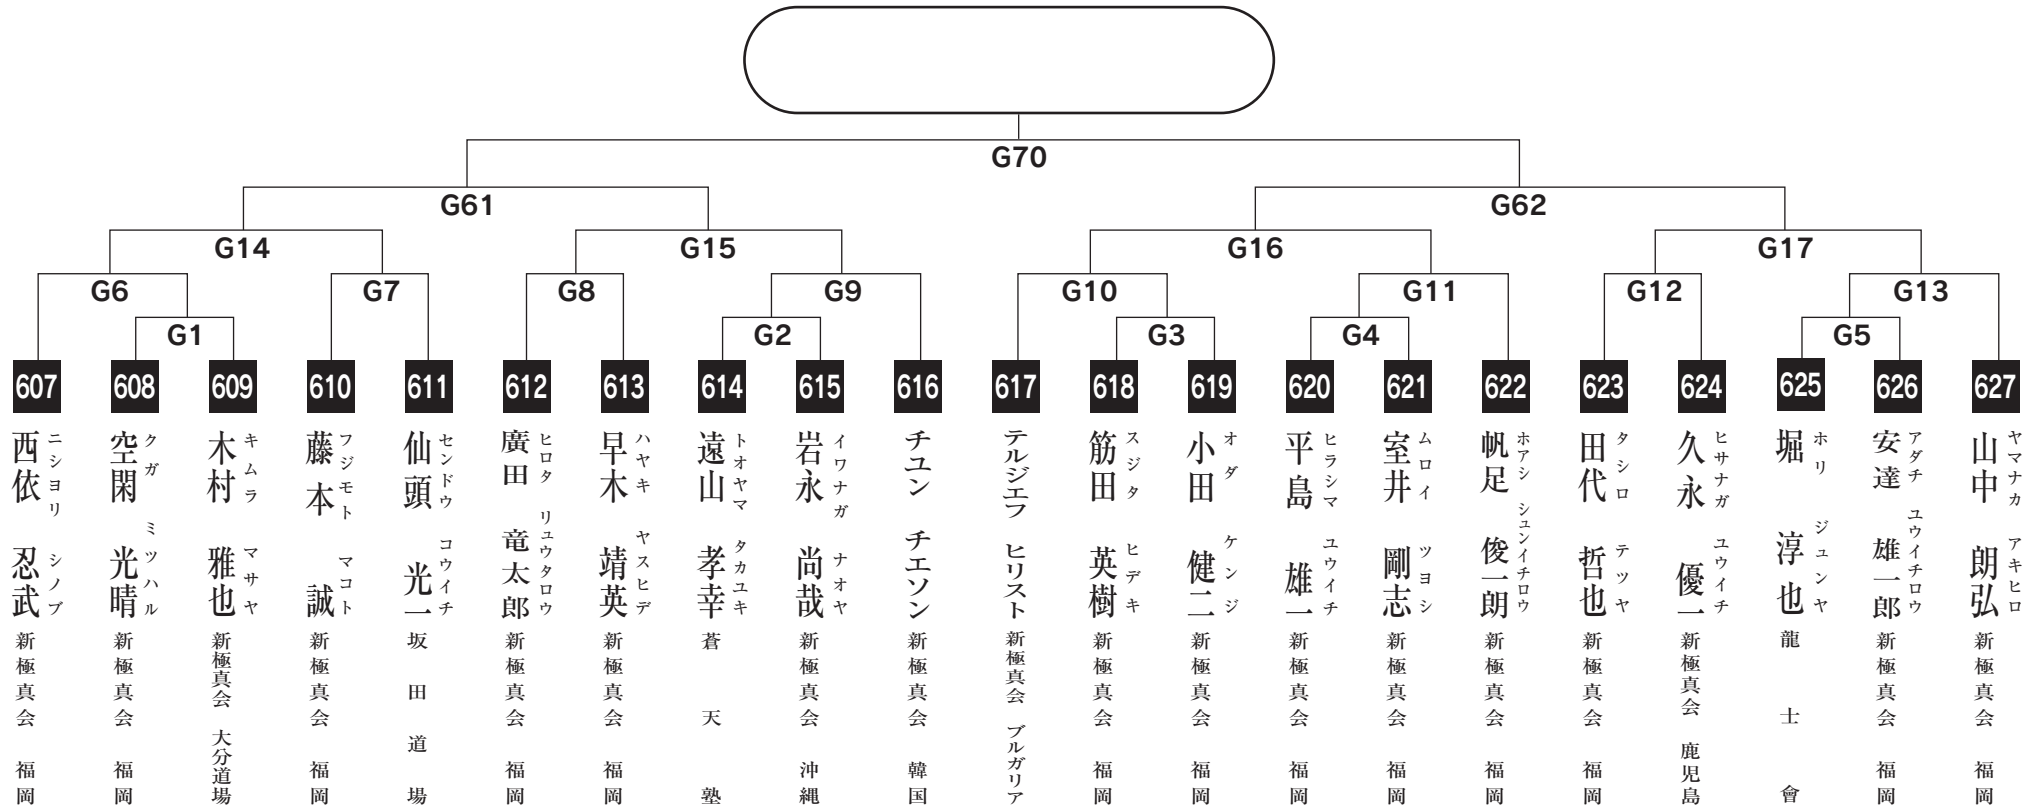 G70
G61
G62
G14
G15
G16
G17
G6
G7
G8
G9
G10
G11
G12
G13
G1
G2
G3
G4
G5
607
西依 忍武
ニシヨリ シノブ
新極真会 福岡
608
空閑 光晴
クガ ミツハル
新極真会 福岡
609
木村 雅也
キムラ マサヤ
新極真会 大分道場
610
藤本 誠
フジモト マコト
新極真会 福岡
611
仙頭 光一
センドウ コウイチ
坂田道場
612
廣田 竜太郎
ヒロタ リュウタロウ
新極真会 福岡
613
早木 靖英
ハヤキ ヤスヒデ
新極真会 福岡
614
遠山 孝幸
トオヤマ タカユキ
蒼天塾
615
岩永 尚哉
イワナガ ナオヤ
新極真会 沖縄
616
チユン チエソン
新極真会 韓国
617
テルジエフ ヒリスト
新極真会 ブルガリア
618
筋田 英樹
スジタ ヒデキ
新極真会 福岡
619
小田 健二
オダ ケンジ
新極真会 福岡
620
平島 雄一
ヒラシマ ユウイチ
新極真会 福岡
621
室井 剛志
ムロイ ツヨシ
新極真会 福岡
622
帆足 俊一朗
ホアシ シュンイチロウ
新極真会 福岡
623
田代 哲也
タシロ テツヤ
新極真会 福岡
624
久永 優一
ヒサナガ ユウイチ
新極真会 鹿児島
625
堀 淳也
ホリ ジュンヤ
龍士會
626
安達 雄一郎
アダチ ユウイチロウ
新極真会 福岡
627
山中 朗弘
ヤマナカ アキヒロ
新極真会 福岡